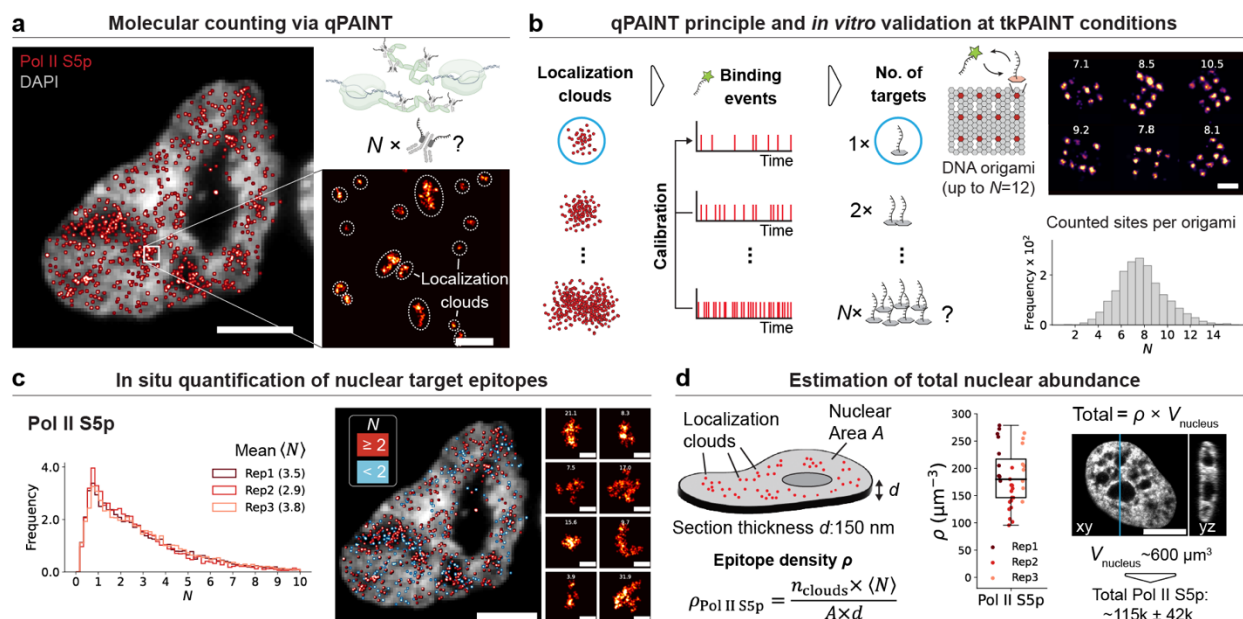 a
Molecular counting via qPAINT
Pol II S5p
DAPI
N × ?
Localization
clouds
b
qPAINT principle and in vitro validation at tkPAINT conditions
Localization
clouds
Binding
events
No. of
targets
Calibration
Time
1×
Time
2×
Time
N× ?
DNA origami
(up to N=12)
7.1 8.5 10.5
9.2 7.8 8.1
Counted sites per origami
Frequency x 10²
2
0
2 4 6 8 10 12 14
N
c
In situ quantification of nuclear target epitopes
Pol II S5p
Mean ⟨N⟩
Rep1 (3.5)
Rep2 (2.9)
Rep3 (3.8)
Frequency
4.0
2.0
0.0
0 1 2 3 4 5 6 7 8 9 10
N
N
≥ 2
< 2
21.1 8.3
7.5 17.0
15.6 9.7
3.9 31.9
d
Estimation of total nuclear abundance
Localization
clouds
Nuclear
Area A
d
Section thickness d:150 nm
Epitope density ρ
ρPol II S5p = nclouds × ⟨N⟩ / A×d
ρ (µm⁻³)
300
250
200
150
100
50
0
Rep1
Rep2
Rep3
Pol II S5p
Total = ρ × Vnucleus
xy
yz
Vnucleus~600 µm³
Total Pol II S5p:
~115k ± 42k